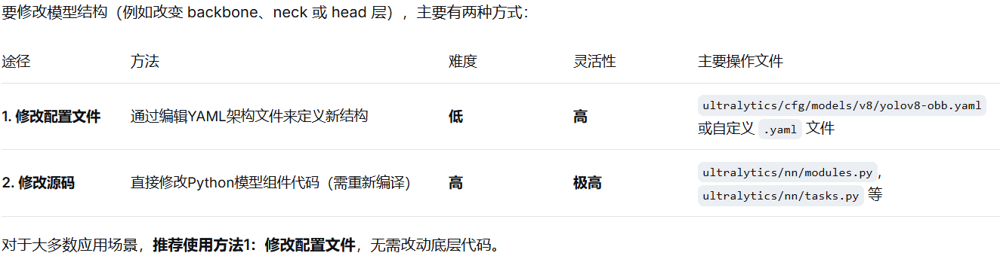 要修改模型结构（例如改变 backbone、neck 或 head 层），主要有两种方式：
途径 方法 难度 灵活性 主要操作文件
1. 修改配置文件 通过编辑YAML架构文件来定义新结构 低 高 ultralytics/cfg/models/v8/yolov8-obb.yaml
或自定义 .yaml 文件
2. 修改源码 直接修改Python模型组件代码（需重新编译） 高 极高 ultralytics/nn/modules.py,
ultralytics/nn/tasks.py 等
对于大多数应用场景，推荐使用方法1：修改配置文件，无需改动底层代码。